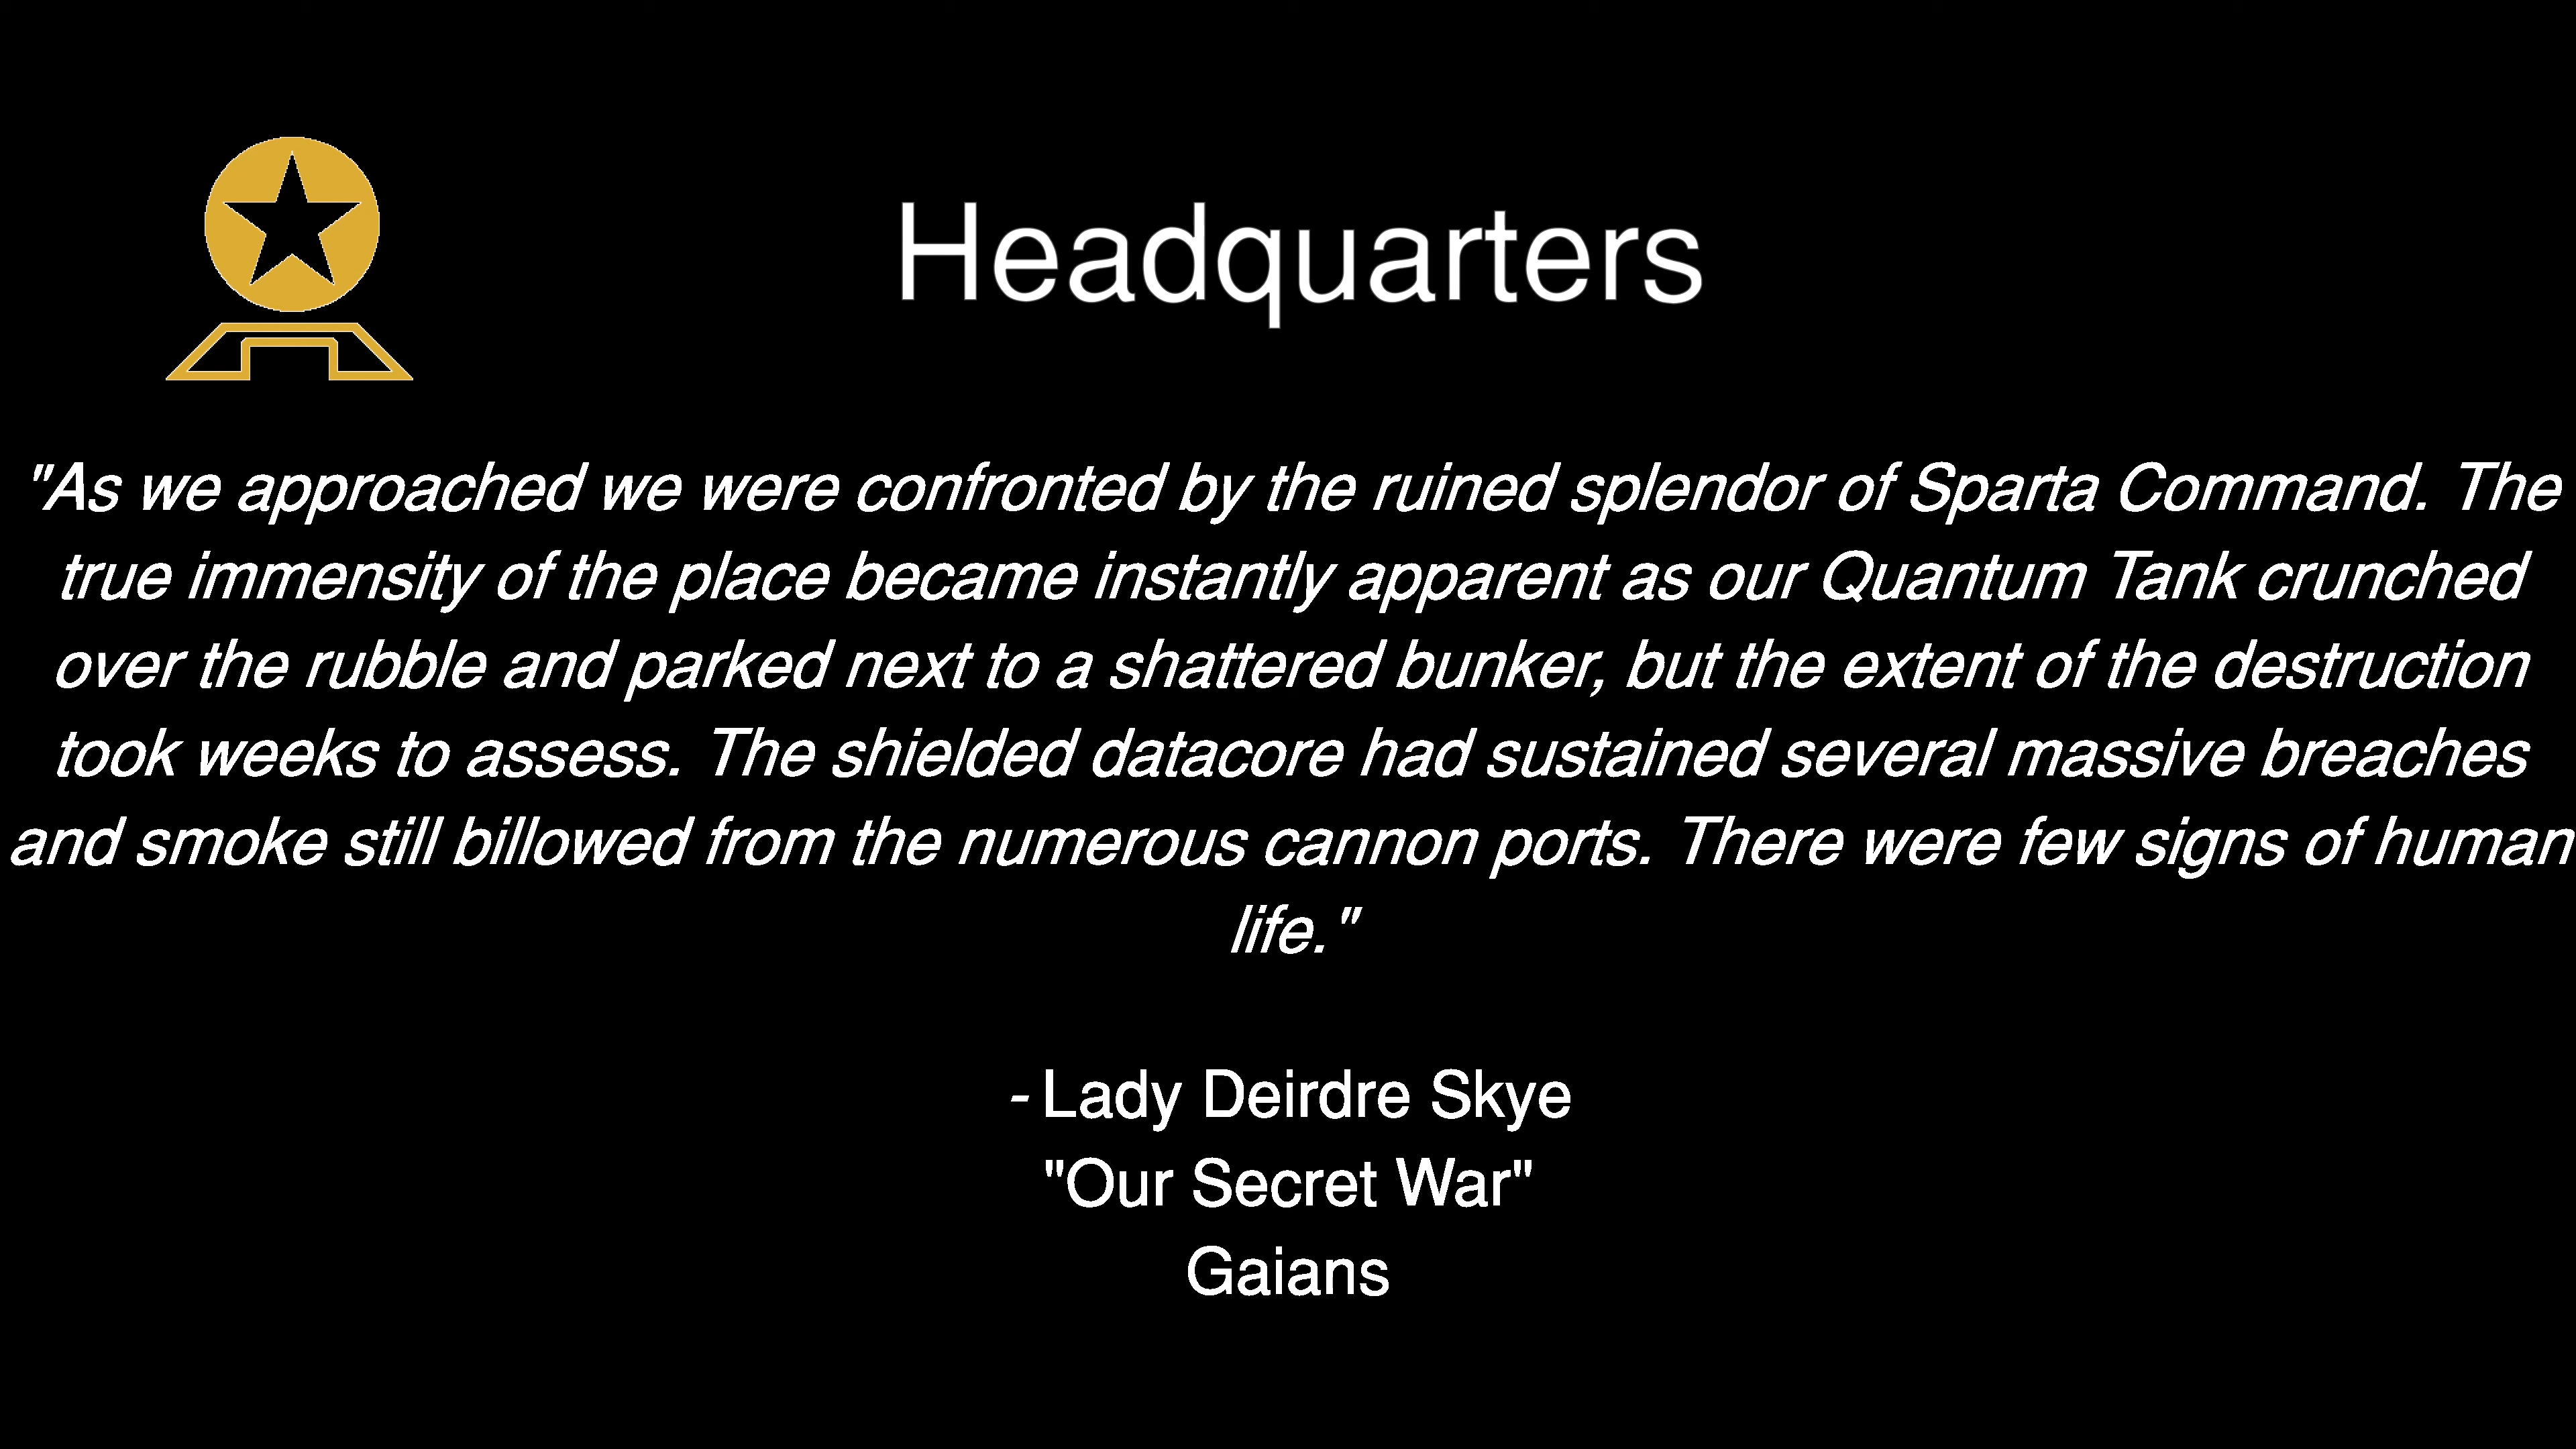 Headquarters
"As we approached we were confronted by the ruined splendor of Sparta Command. The
true immensity of the place became instantly apparent as our Quantum Tank crunched
over the rubble and parked next to a shattered bunker, but the extent of the destruction
took weeks to assess. The shielded datacore had sustained several massive breaches
and smoke still billowed from the numerous cannon ports. There were few signs of human
life."
- Lady Deirdre Skye
"Our Secret War"
Gaians